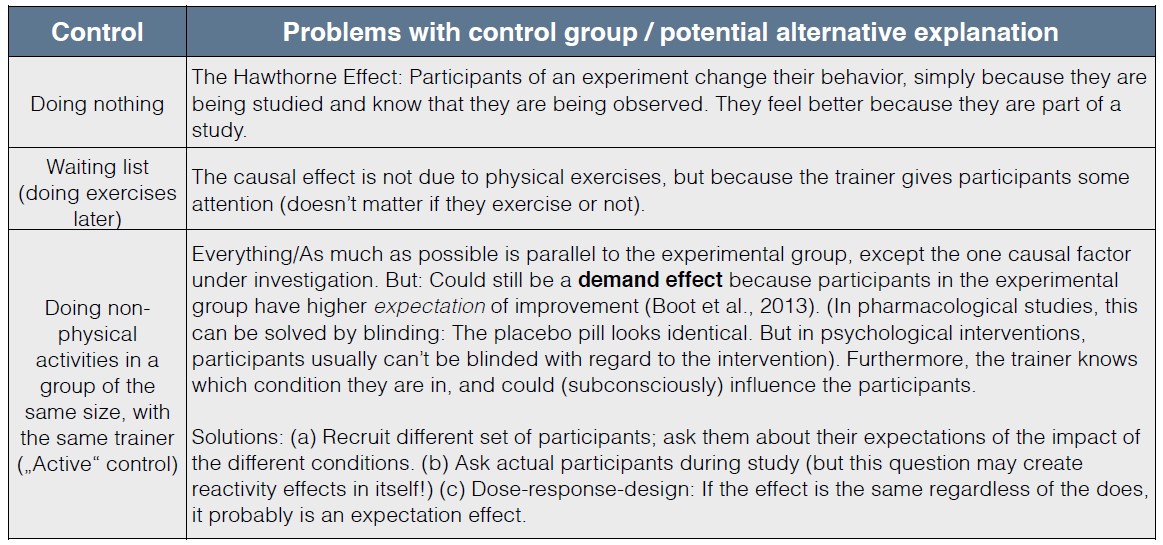 Control
Problems with control group / potential alternative explanation
Doing nothing
The Hawthorne Effect: Participants of an experiment change their behavior, simply because they are
being studied and know that they are being observed. They feel better because they are part of a
study.
Waiting list
(doing exercises
later)
The causal effect is not due to physical exercises, but because the trainer gives participants some
attention (doesn’t matter if they exercise or not).
Doing non-
physical
activities in a
group of the
same size, with
the same trainer
(„Active“ control)
Everything/As much as possible is parallel to the experimental group, except the one causal factor
under investigation. But: Could still be a demand effect because participants in the experimental
group have higher expectation of improvement (Boot et al., 2013). (In pharmacological studies, this
can be solved by blinding: The placebo pill looks identical. But in psychological interventions,
participants usually can’t be blinded with regard to the intervention). Furthermore, the trainer knows
which condition they are in, and could (subconsciously) influence the participants.
Solutions: (a) Recruit different set of participants; ask them about their expectations of the impact of
the different conditions. (b) Ask actual participants during study (but this question may create
reactivity effects in itself!) (c) Dose-response-design: If the effect is the same regardless of the does,
it probably is an expectation effect.